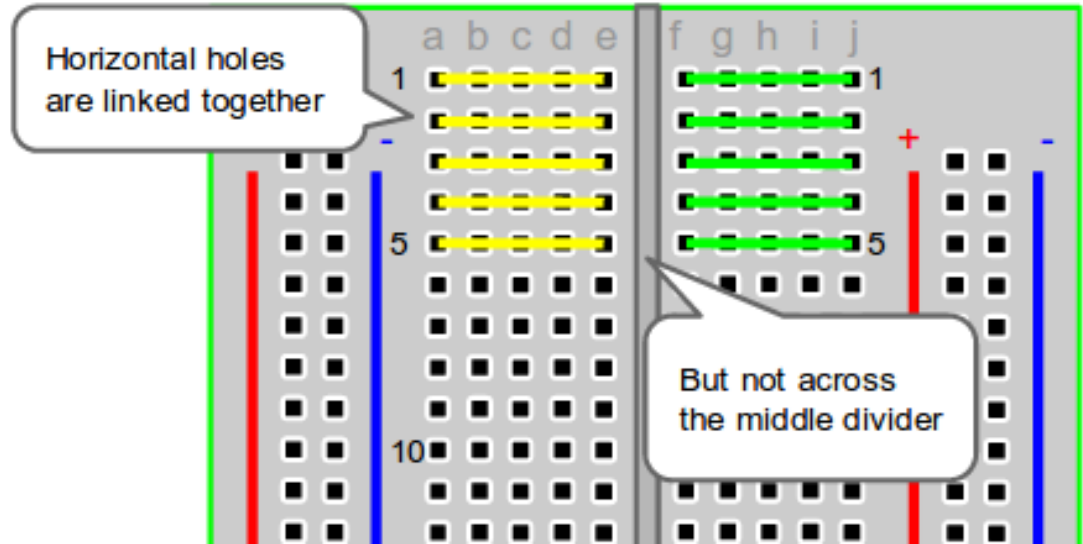 Horizontal holes
are linked together
a b c d e f g h i j
1 1
- + -
5 5
But not across
the middle divider
10